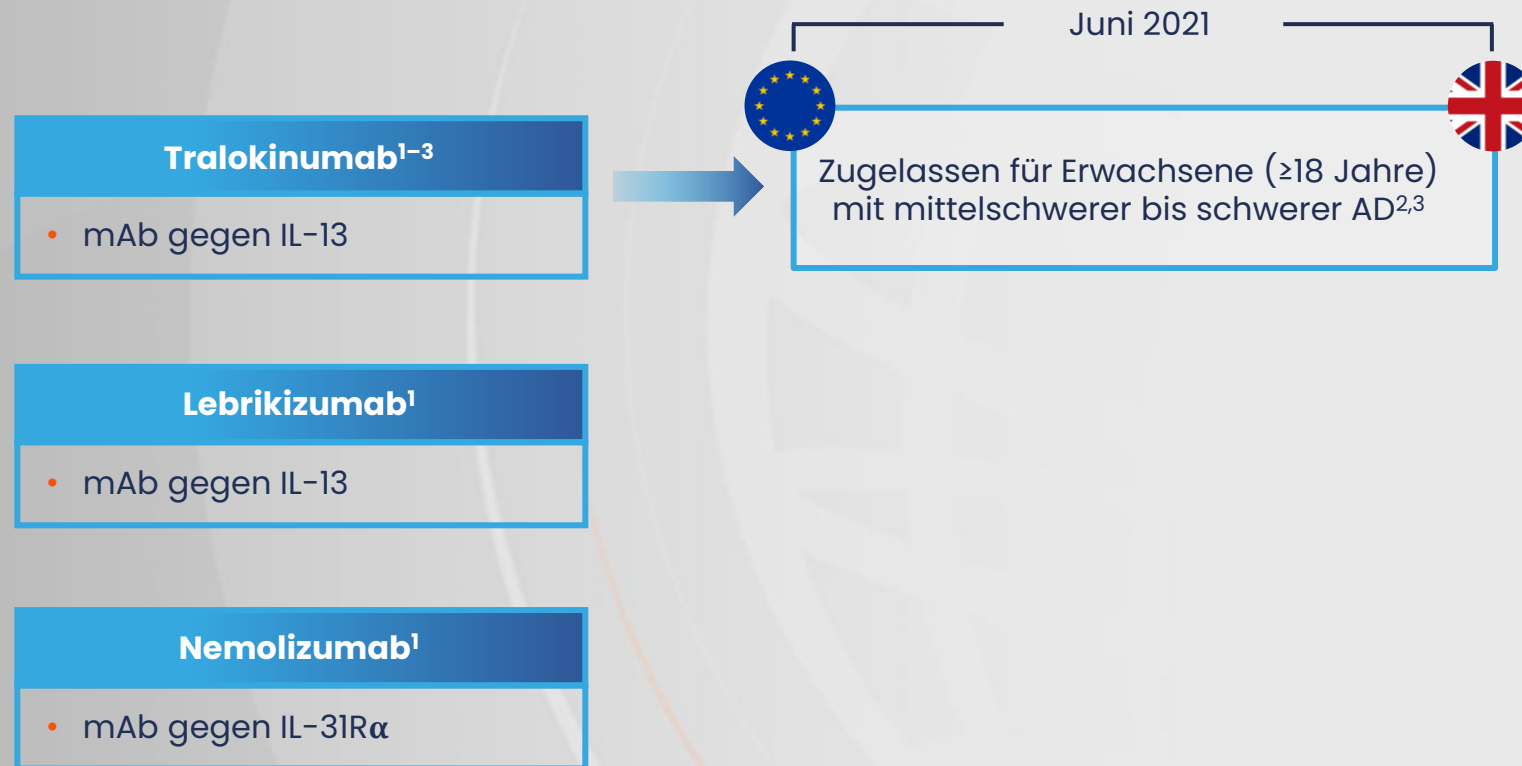 Juni 2021
Tralokinumab¹⁻³
• mAb gegen IL-13
Zugelassen für Erwachsene (≥18 Jahre)
mit mittelschwerer bis schwerer AD²,³
Lebrikizumab¹
• mAb gegen IL-13
Nemolizumab¹
• mAb gegen IL-31Rα